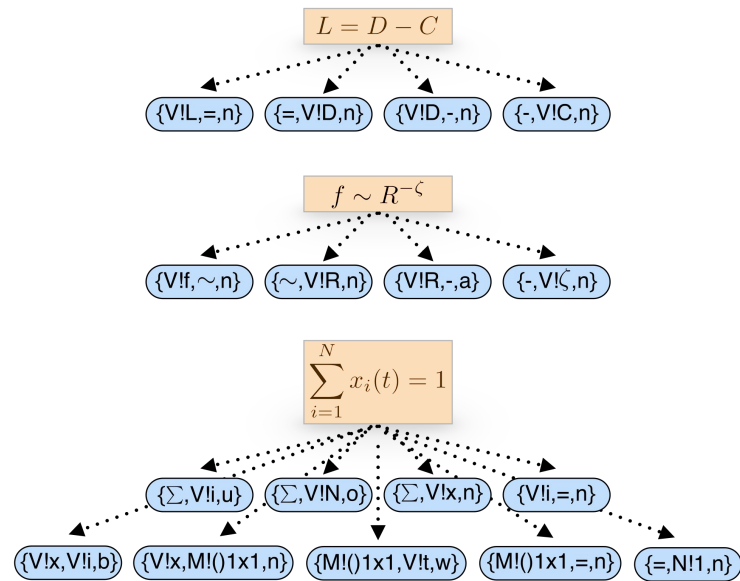 L = D − C
{V!L,=,n} {=,V!D,n} {V!D,-,n} {-,V!C,n}
f ∼ R^{−ζ}
{V!f,∼,n} {∼,V!R,n} {V!R,-,a} {-,V!ζ,n}
∑_{i=1}^{N} x_i(t) = 1
{∑,V!i,u} {∑,V!N,o} {∑,V!x,n} {V!i,=,n}
{V!x,V!i,b} {V!x,M!()1x1,n} {M!()1x1,V!t,w} {M!()1x1,=,n} {=,N!1,n}